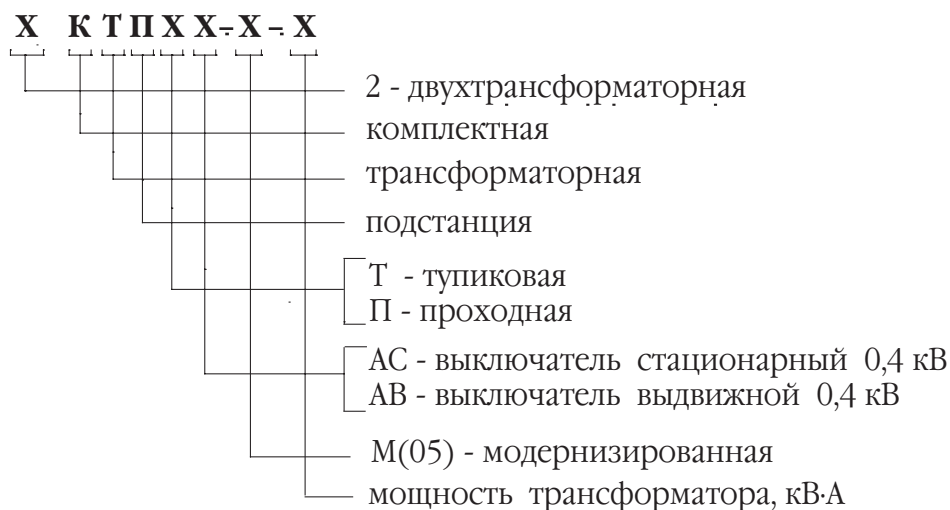 Х КТПХ Х-Х-Х
2 - двухтрансформаторная
комплектная
трансформаторная
подстанция
Т - тупиковая
П - проходная
АС - выключатель стационарный 0,4 кВ
АВ - выключатель выдвижной 0,4 кВ
М(05) - модернизированная
мощность трансформатора, кВ·А